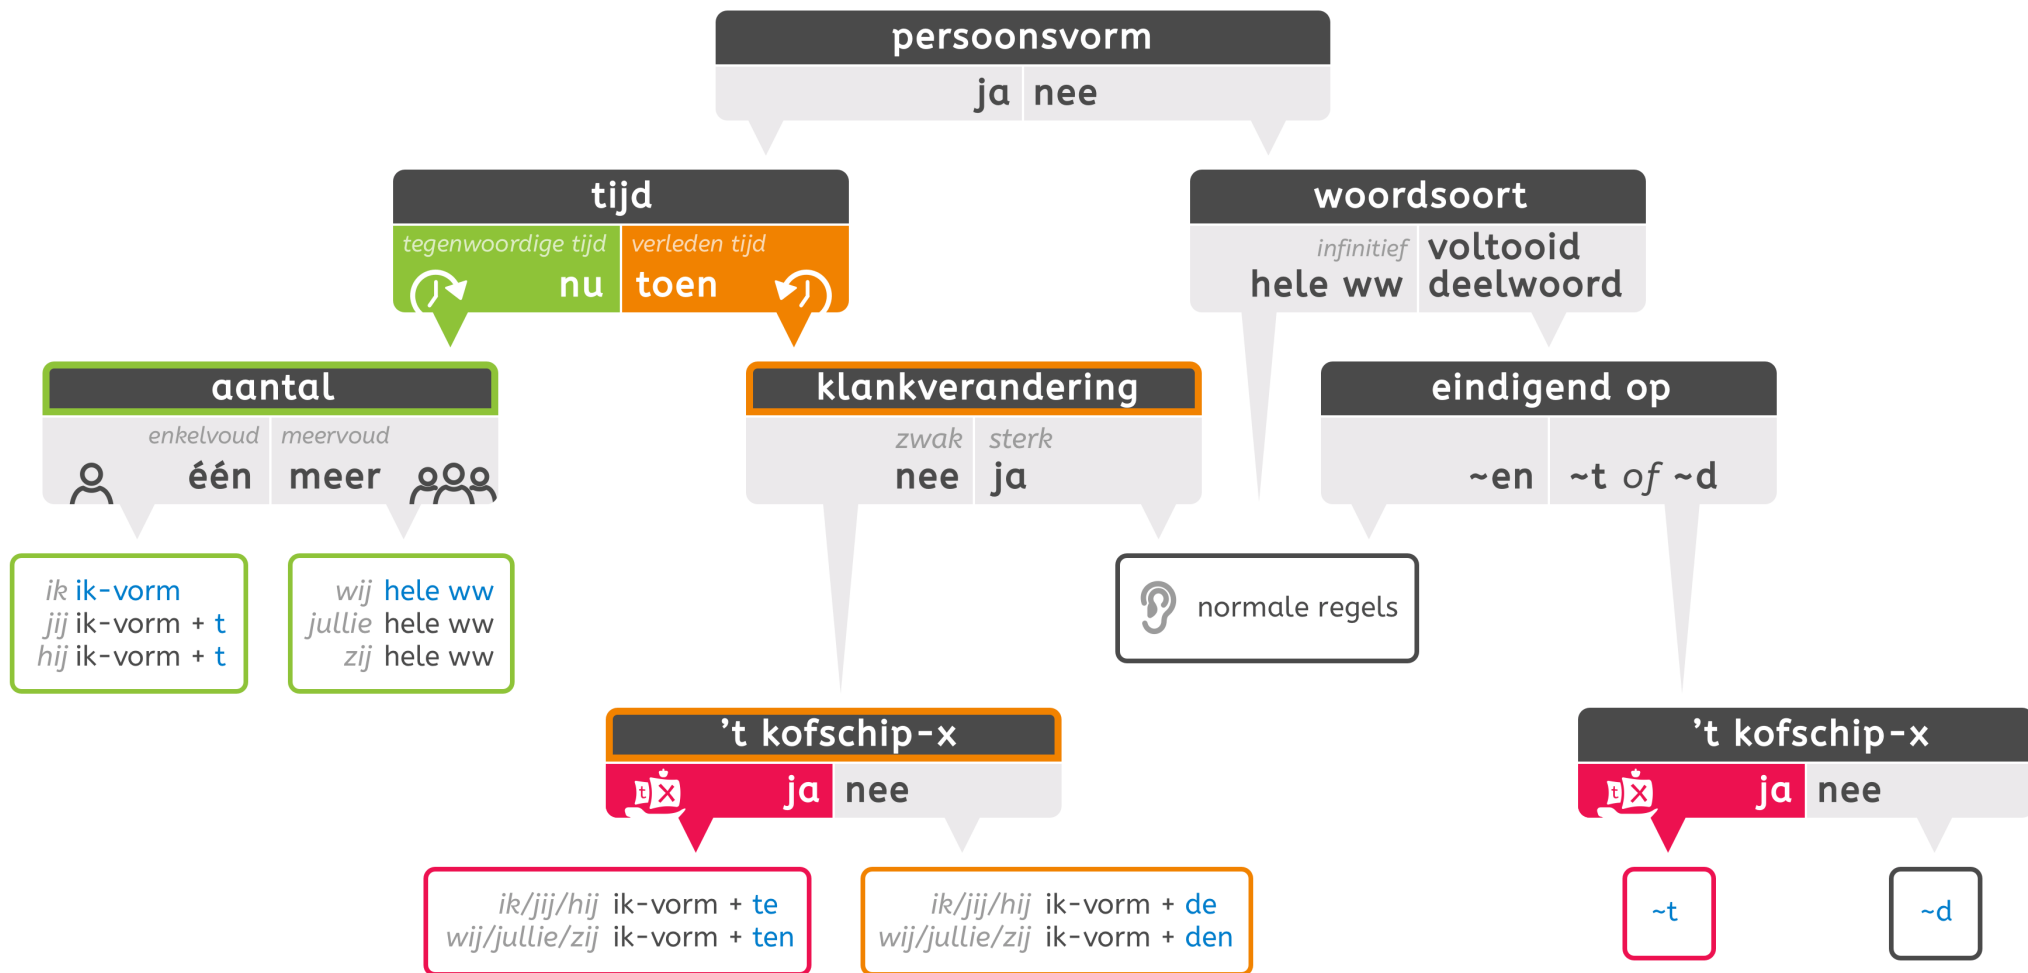 persoonsvorm
ja nee
tijd
tegenwoordige tijd verleden tijd
nu toen
woordsoort
infinitief voltooid
hele ww deelwoord
aantal
enkelvoud meervoud
één meer
klankverandering
zwak sterk
nee ja
eindigend op
~en ~t of ~d
ik ik-vorm
jij ik-vorm + t
hij ik-vorm + t
wij hele ww
jullie hele ww
zij hele ww
normale regels
't kofschip-x
t x ja nee
't kofschip-x
t x ja nee
ik/jij/hij ik-vorm + te
wij/jullie/zij ik-vorm + ten
ik/jij/hij ik-vorm + de
wij/jullie/zij ik-vorm + den
~t
~d